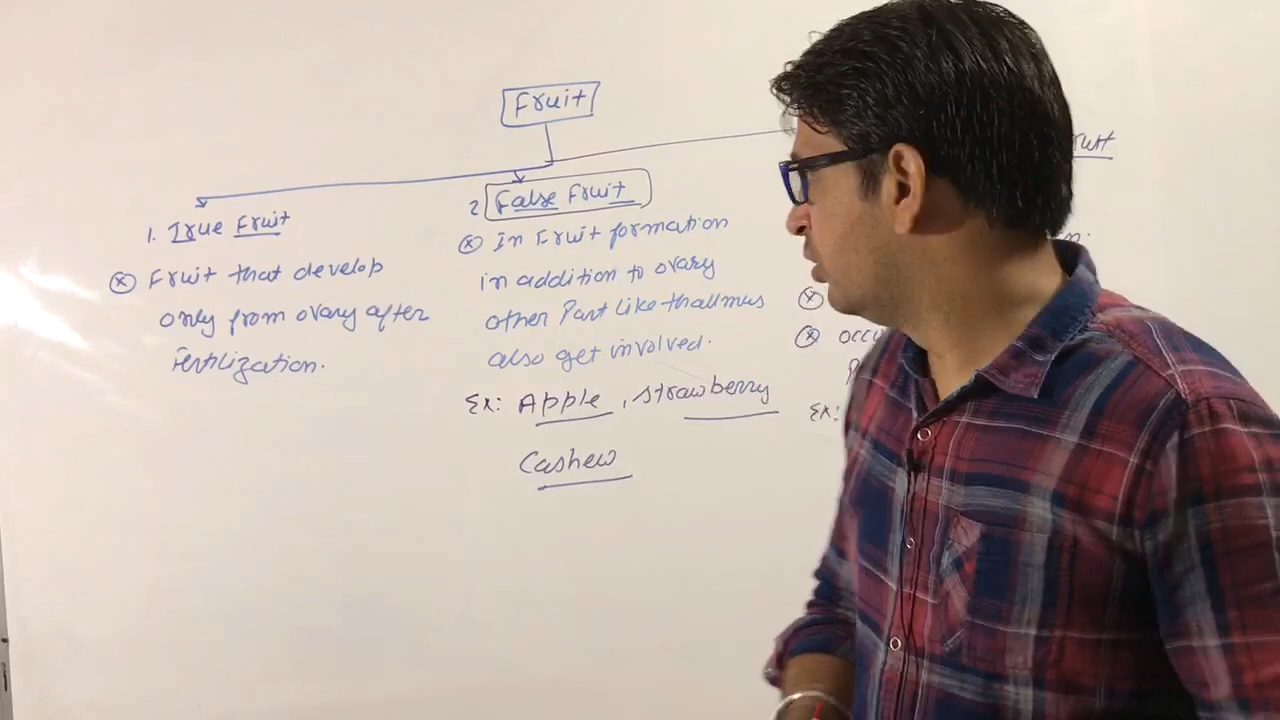 Fruit
1. True Fruit
(x) Fruit that develop
only from ovary after
Fertilization.
2 False Fruit
(x) In Fruit formation
in addition to ovary
other Part like thallmus
also get involved.
Ex: Apple, strawberry
Cashew
(x)
(x)
Ex: